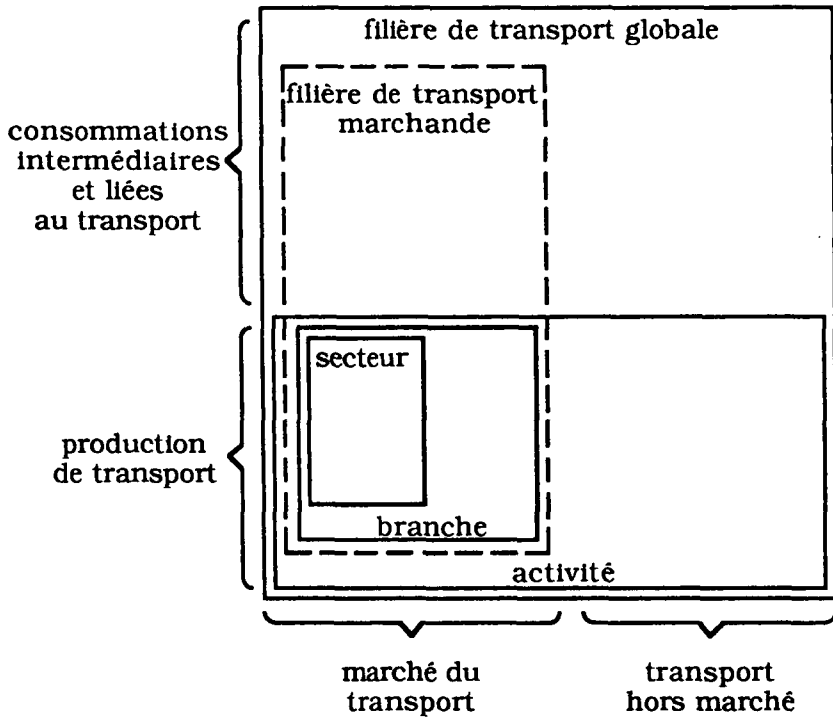 filière de transport globale
filière de transport
marchande
consommations
intermédiaires
et liées
au transport
secteur
production
de transport
branche
activité
marché du
transport
transport
hors marché